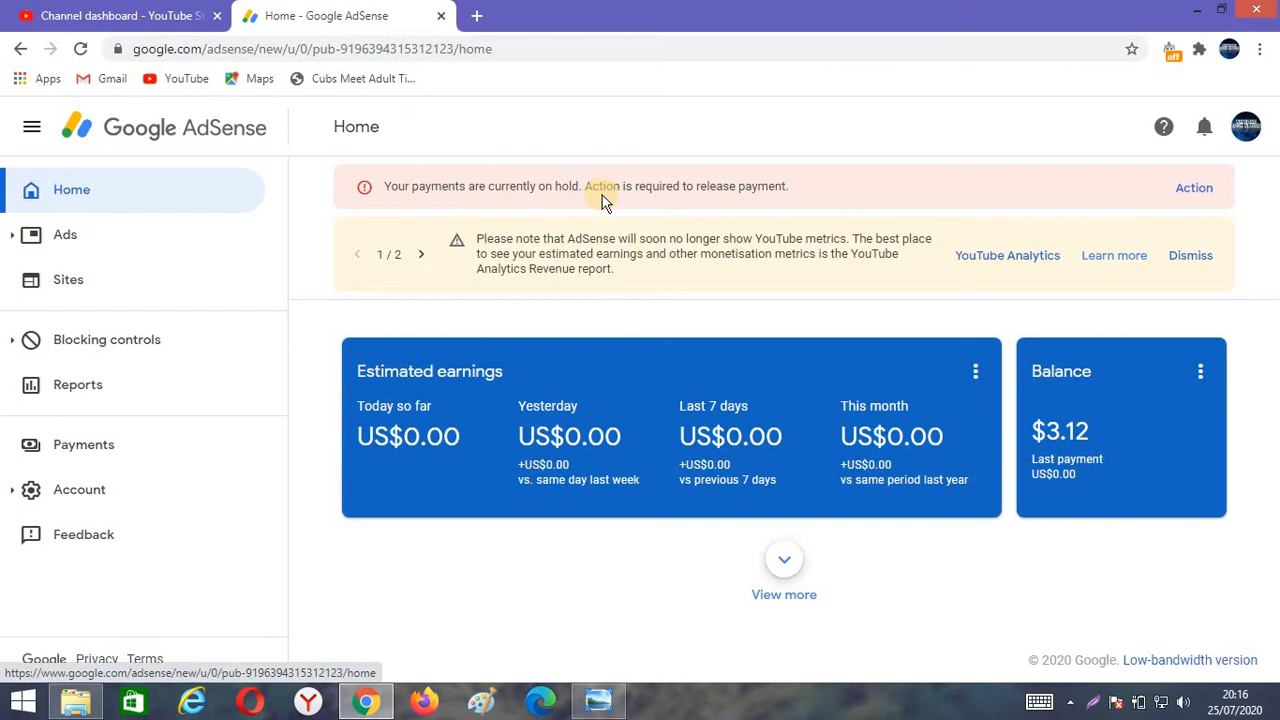 Channel dashboard - YouTube St
Home - Google AdSense
google.com/adsense/new/u/0/pub-9196394315312123/home
off
Apps
Gmail
YouTube
Maps
Cubs Meet Adult Ti...
Google AdSense
Home
Home
Ads
Sites
Blocking controls
Reports
Payments
Account
Feedback
Your payments are currently on hold. Action is required to release payment.
Action
1 / 2
Please note that AdSense will soon no longer show YouTube metrics. The best place
to see your estimated earnings and other monetisation metrics is the YouTube
Analytics Revenue report.
YouTube Analytics
Learn more
Dismiss
Estimated earnings
Today so far
US$0.00
Yesterday
US$0.00
+US$0.00
vs. same day last week
Last 7 days
US$0.00
+US$0.00
vs previous 7 days
This month
US$0.00
+US$0.00
vs same period last year
Balance
$3.12
Last payment
US$0.00
View more
Google
Privacy
Terms
© 2020 Google. Low-bandwidth version
https://www.google.com/adsense/new/u/0/pub-9196394315312123/home
20:16
25/07/2020